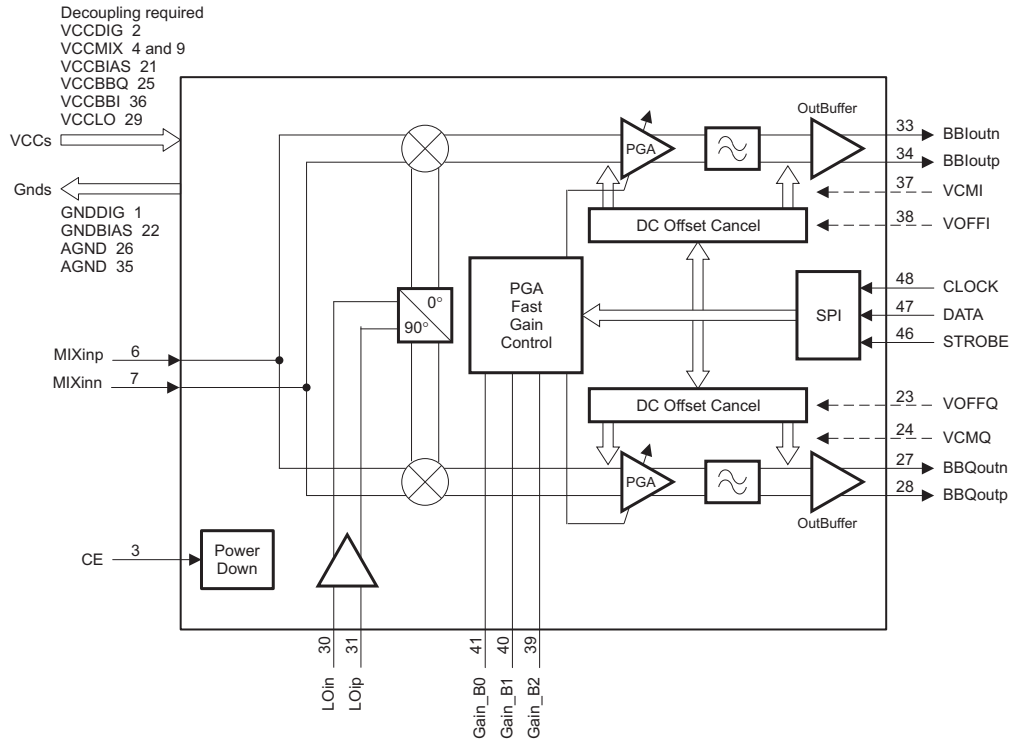 Decoupling required
VCCDIG 2
VCCMIX 4 and 9
VCCBIAS 21
VCCBBQ 25
VCCBBI 36
VCCLO 29
VCCs
Gnds
GNDDIG 1
GNDBIAS 22
AGND 26
AGND 35
MIXinp 6
MIXinn 7
CE 3
Power
Down
0°
90°
PGA
OutBuffer
33 BBIoutn
34 BBIoutp
37 VCMI
38 VOFFI
DC Offset Cancel
PGA
Fast
Gain
Control
SPI
48 CLOCK
47 DATA
46 STROBE
DC Offset Cancel
23 VOFFQ
24 VCMQ
27 BBQoutn
28 BBQoutp
PGA
OutBuffer
30 LOin
31 LOip
41 Gain_B0
40 Gain_B1
39 Gain_B2